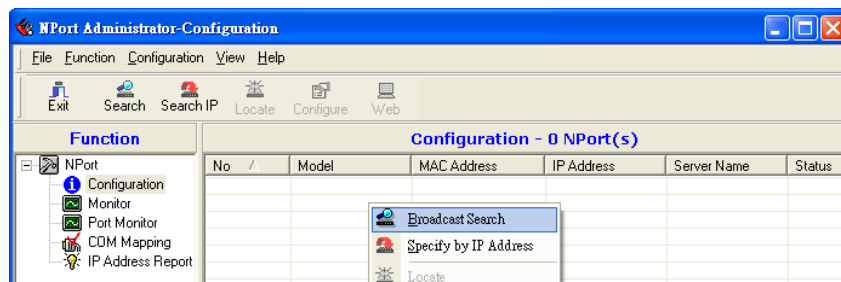 NPort Administrator-Configuration
File Function Configuration View Help
Exit Search Search IP Locate Configure Web
Function
Configuration - 0 NPort(s)
NPort
Configuration
Monitor
Port Monitor
COM Mapping
IP Address Report
No Model MAC Address IP Address Server Name Status
Broadcast Search
Specify by IP Address
Locate